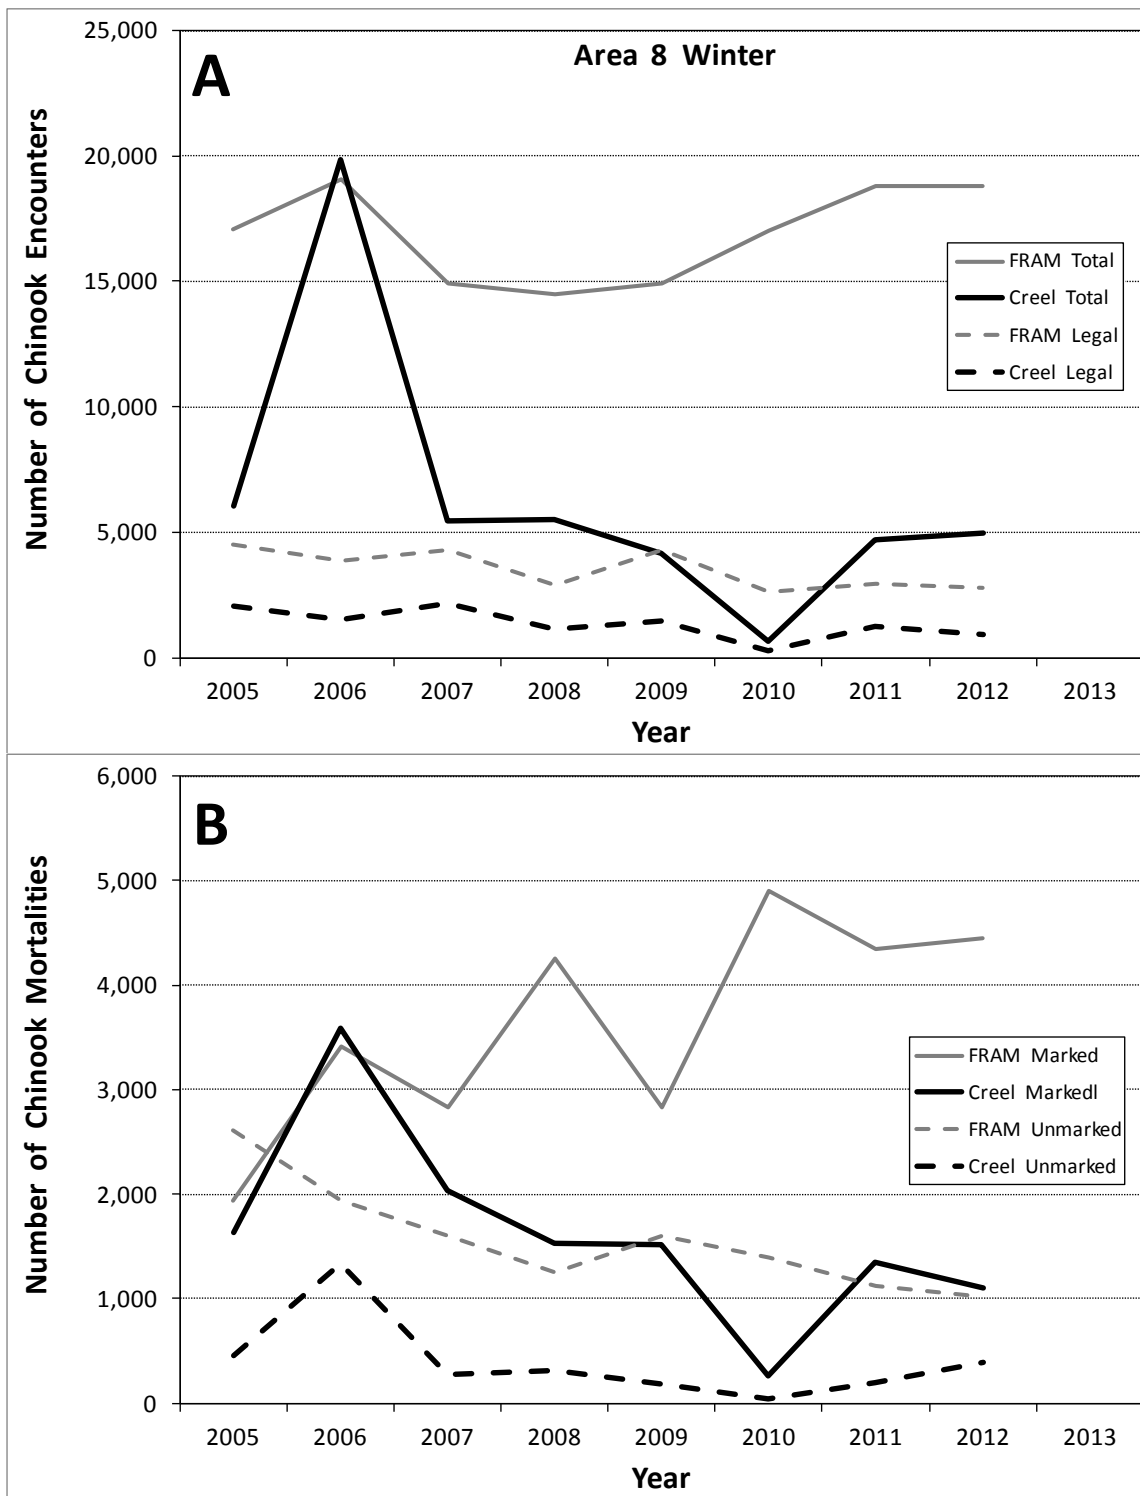 Area 8 Winter
A
Number of Chinook Encounters
25,000
20,000
15,000
10,000
5,000
0
FRAM Total
Creel Total
FRAM Legal
Creel Legal
2005 2006 2007 2008 2009 2010 2011 2012 2013
Year
B
Number of Chinook Mortalities
6,000
5,000
4,000
3,000
2,000
1,000
0
FRAM Marked
Creel Markedl
FRAM Unmarked
Creel Unmarked
2005 2006 2007 2008 2009 2010 2011 2012 2013
Year